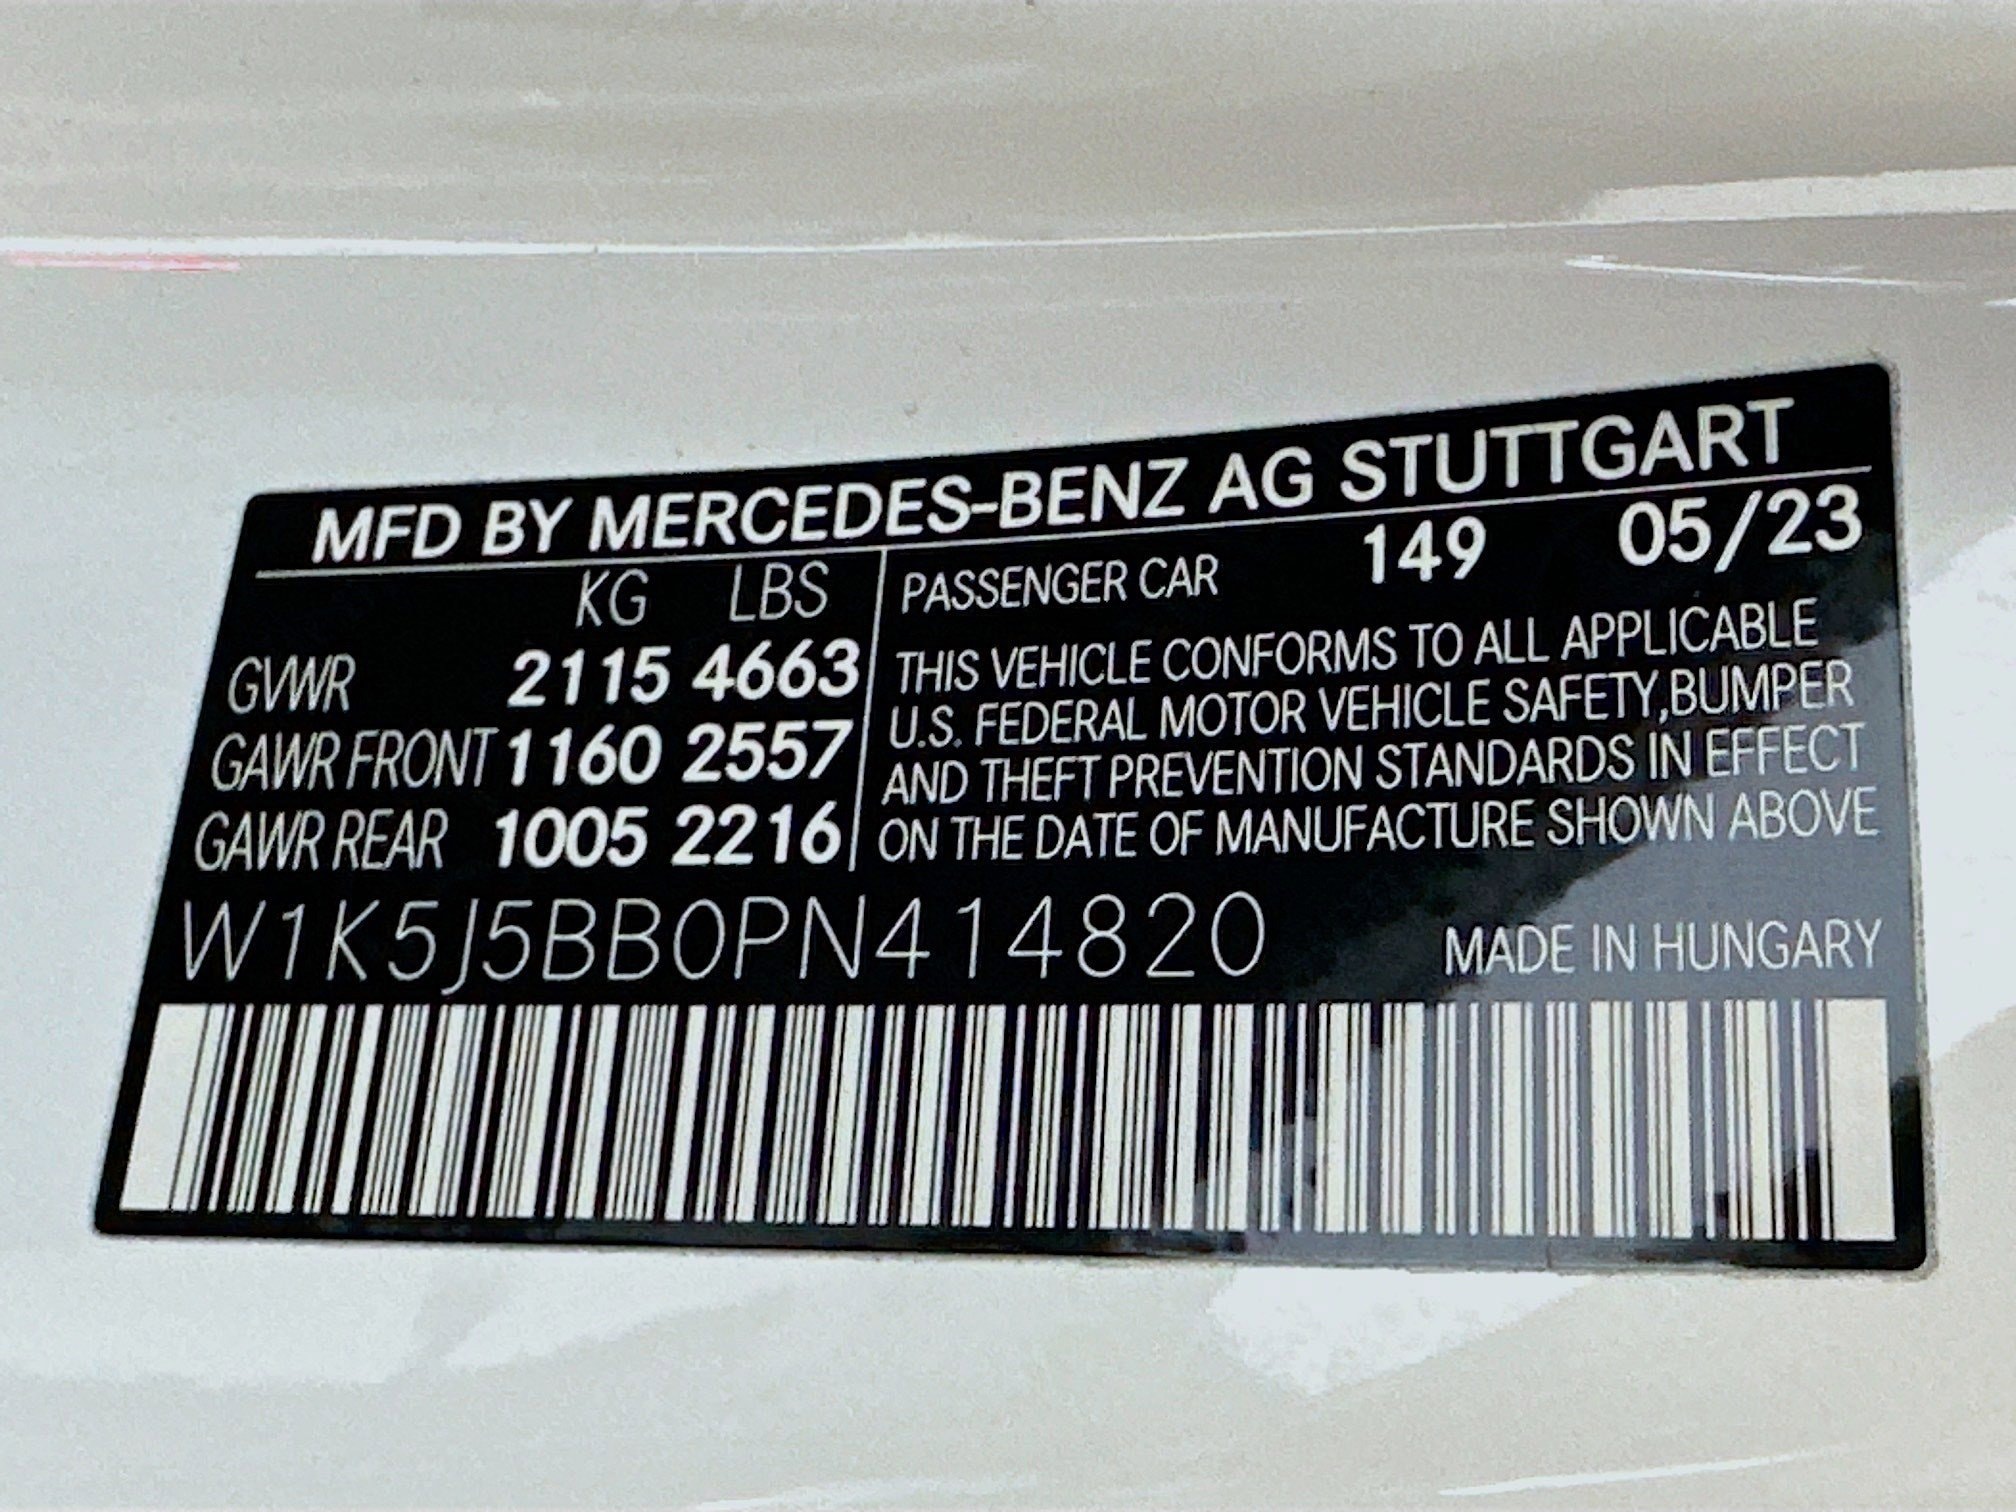 MFD BY MERCEDES-BENZ AG STUTTGART
KG LBS
GVWR 2115 4663
GAWR FRONT 1160 2557
GAWR REAR 1005 2216
PASSENGER CAR 149 05/23
THIS VEHICLE CONFORMS TO ALL APPLICABLE
U.S. FEDERAL MOTOR VEHICLE SAFETY,BUMPER
AND THEFT PREVENTION STANDARDS IN EFFECT
ON THE DATE OF MANUFACTURE SHOWN ABOVE
W1K5J5BB0PN414820
MADE IN HUNGARY